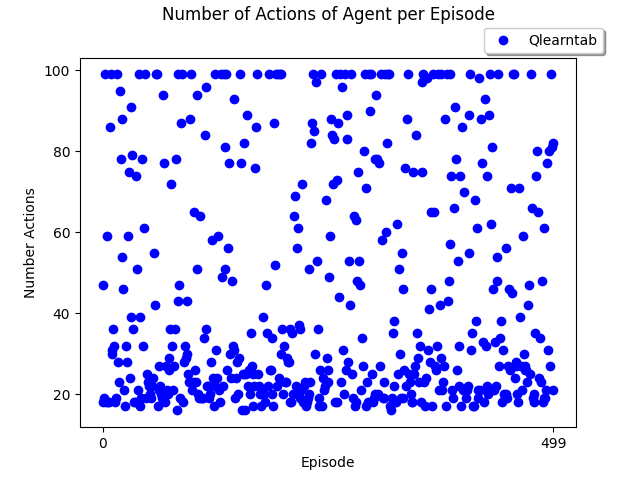 Number of Actions of Agent per Episode
Qlearntab
100
80
60
40
20
Number Actions
0
499
Episode